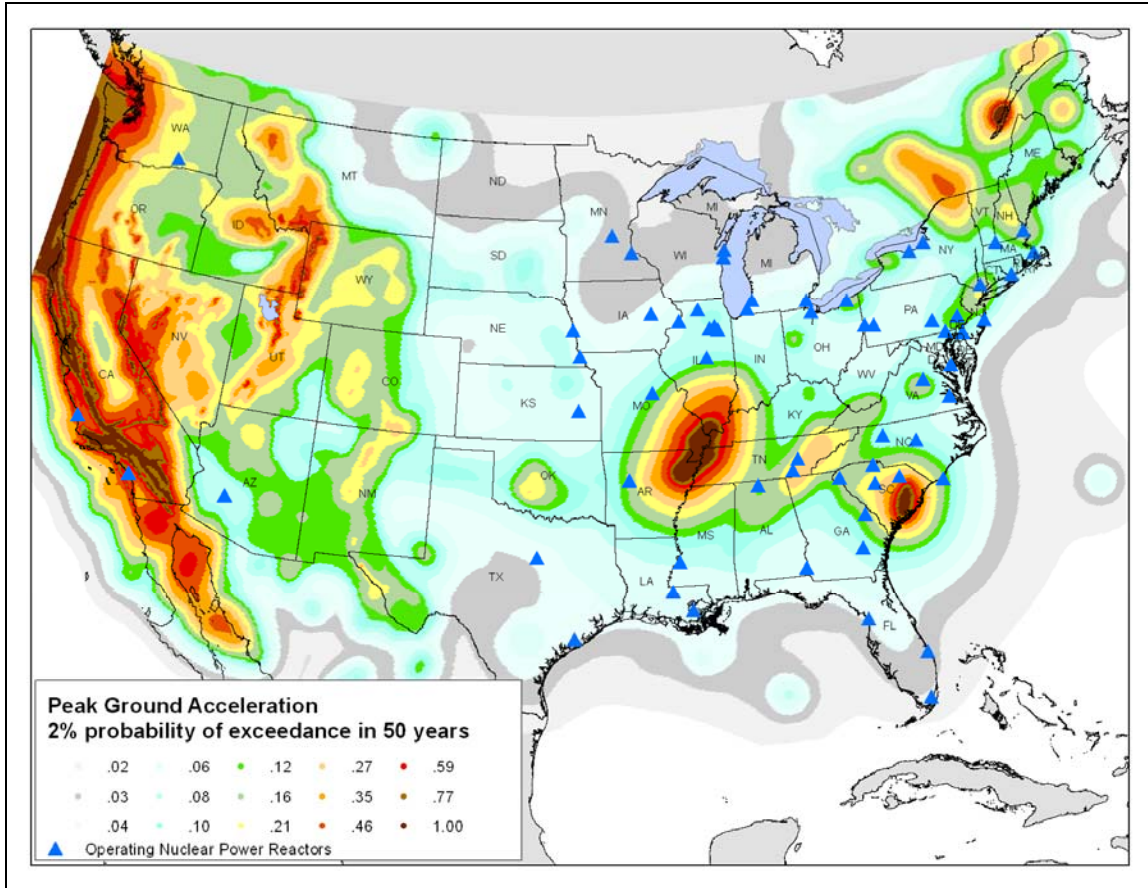 WA
MT
ND
MN
MI
ME
OR
ID
SD
WI
MI
VT
NH
NY
MA
WY
IA
NE
PA
NJ
NV
UT
CO
IL
IN
OH
MD
DE
CA
KS
MO
WV
VA
KY
NC
AZ
NM
OK
AR
TN
SC
MS
AL
GA
TX
LA
FL
Peak Ground Acceleration
2% probability of exceedance in 50 years
.02 .06 .12 .27 .59
.03 .08 .16 .35 .77
.04 .10 .21 .46 1.00
Operating Nuclear Power Reactors